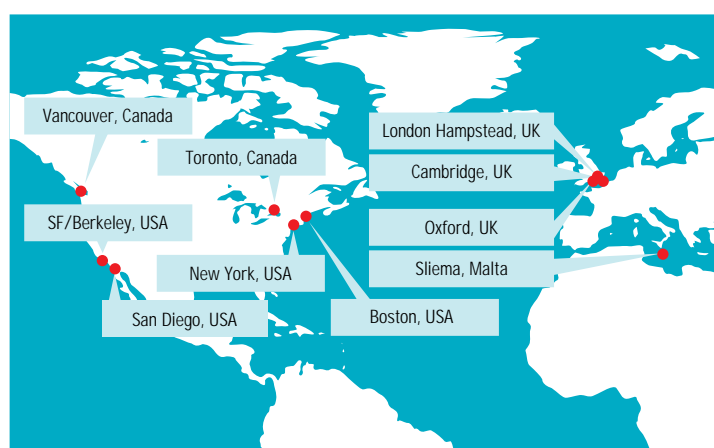 Vancouver, Canada
London Hampstead, UK
Toronto, Canada
Cambridge, UK
SF/Berkeley, USA
Oxford, UK
New York, USA
Sliema, Malta
San Diego, USA
Boston, USA